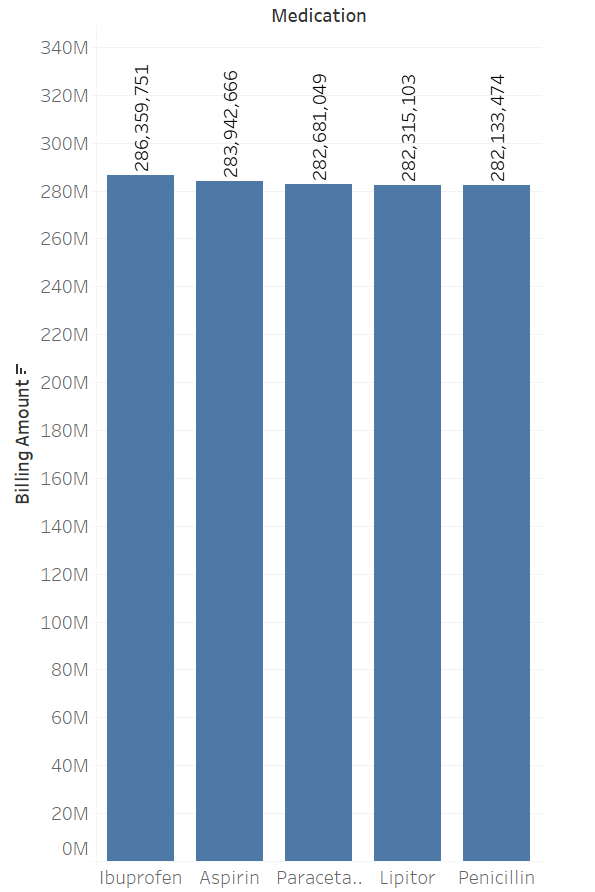 Medication
340M
320M
300M
280M
260M
240M
220M
200M
180M
160M
140M
120M
100M
80M
60M
40M
20M
0M
Billing Amount
286,359,751
283,942,666
282,681,049
282,315,103
282,133,474
Ibuprofen
Aspirin
Paraceta..
Lipitor
Penicillin